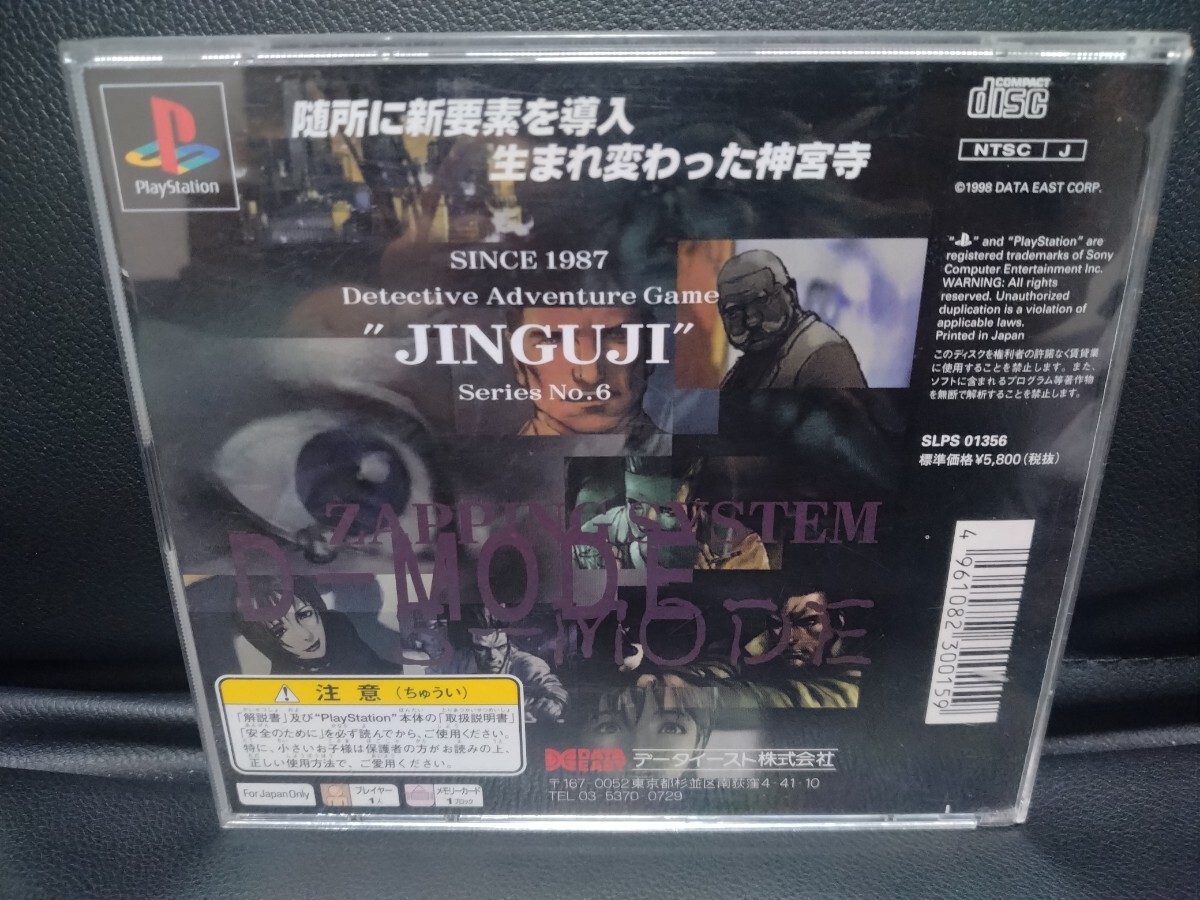 PlayStation
随所に新要素を導入
生まれ変わった神宮寺
SINCE 1987
Detective Adventure Game
"JINGUJI"
Series No.6
ZAPPING SYSTEM
D-MODE
S-MODE
COMPACT
disc
NTSC J
©1998 DATA EAST CORP.
" " and "PlayStation" are
registered trademarks of Sony
Computer Entertainment Inc.
WARNING: All rights
reserved. Unauthorized
duplication is a violation of
applicable laws.
Printed in Japan
このディスクを権利者の許諾なく賃貸業
に使用することを禁止します。また、
ソフトに含まれるプログラム等著作物
を無断で解析することを禁止します。
SLPS 01356
標準価格¥5,800(税抜)
4961082300159
注意(ちゅうい)
「解説書」及び"PlayStation"本体の「取扱説明書」
「安全のために」を必ず読んでから、ご使用ください。
特に、小さいお子様は保護者の方がお読みの上、
正しい使用方法で、ご愛用ください。
For Japan Only
プレイヤー
1人
メモリーカード
1ブロック
DATA EAST データイースト株式会社
〒167-0052東京都杉並区南荻窪4-41-10
TEL 03-5370-0729